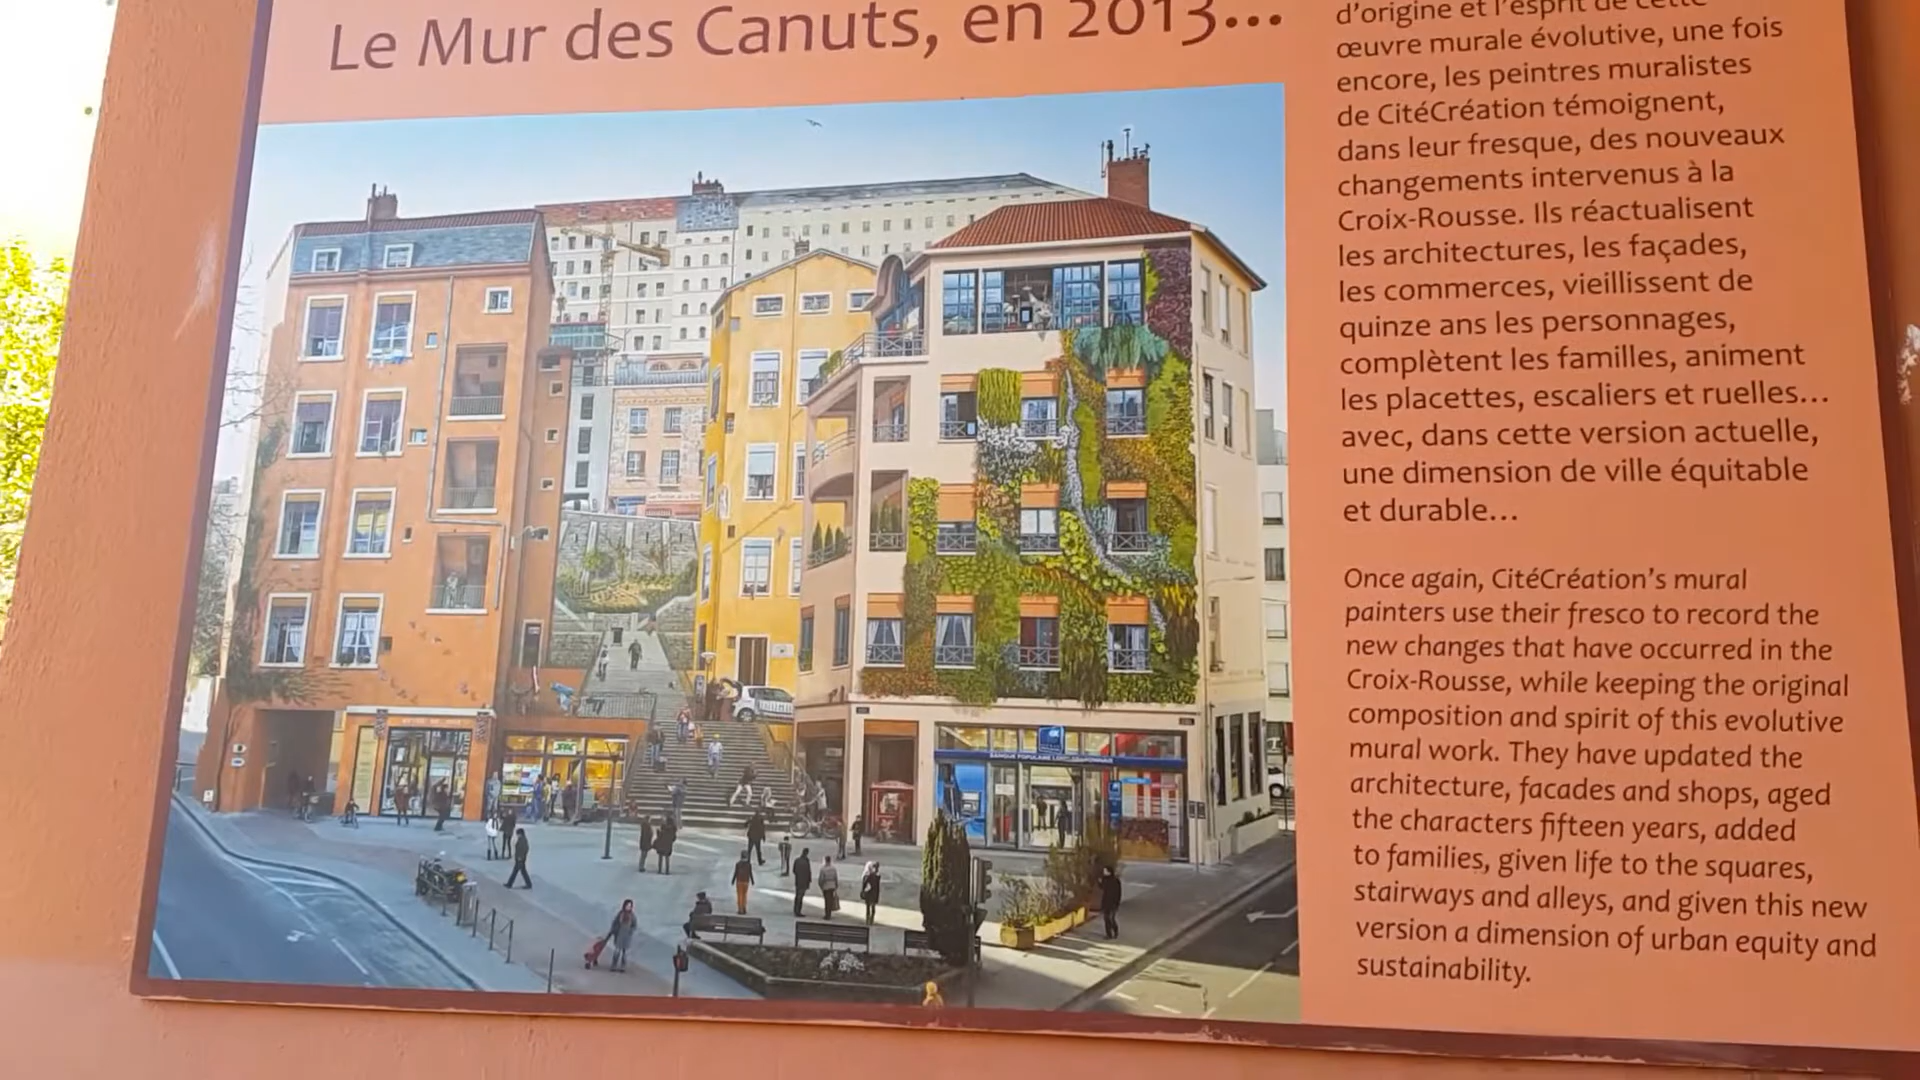 Le Mur des Canuts, en 2013...
d'origine et l'esprit de cette
œuvre murale évolutive, une fois
encore, les peintres muralistes
de CitéCréation témoignent,
dans leur fresque, des nouveaux
changements intervenus à la
Croix-Rousse. Ils réactualisent
les architectures, les façades,
les commerces, vieillissent de
quinze ans les personnages,
complètent les familles, animent
les placettes, escaliers et ruelles...
avec, dans cette version actuelle,
une dimension de ville équitable
et durable...
Once again, CitéCréation's mural
painters use their fresco to record the
new changes that have occurred in the
Croix-Rousse, while keeping the original
composition and spirit of this evolutive
mural work. They have updated the
architecture, facades and shops, aged
the characters fifteen years, added
to families, given life to the squares,
stairways and alleys, and given this new
version a dimension of urban equity and
sustainability.